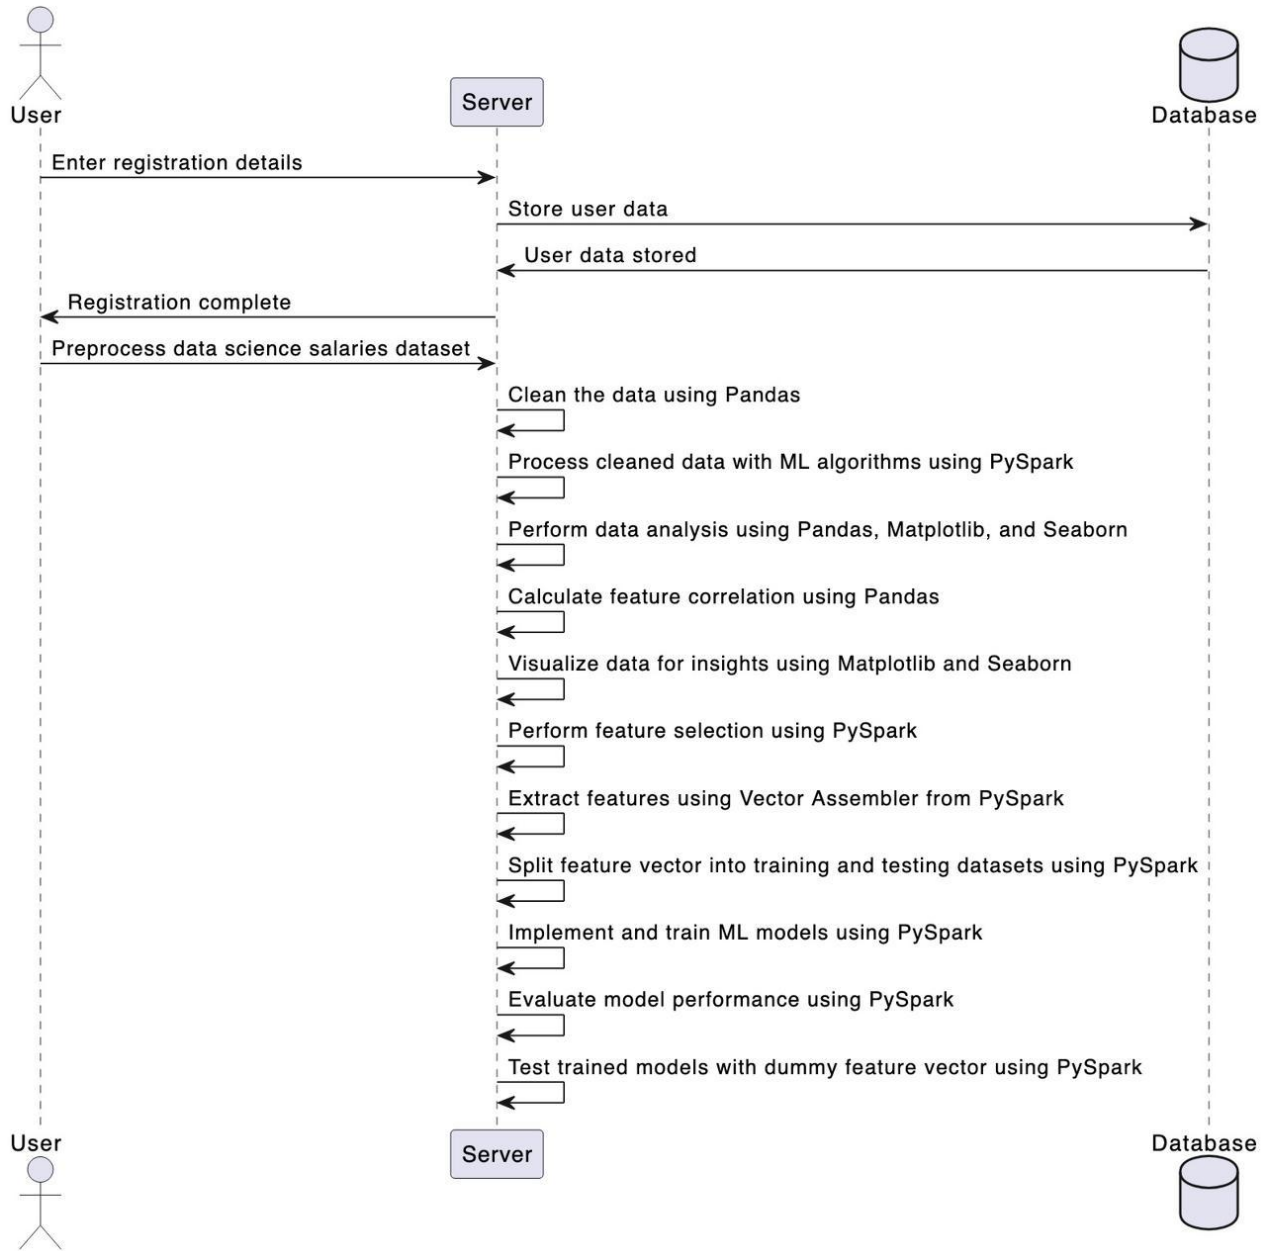 User
Server
Database
Enter registration details
Store user data
User data stored
Registration complete
Preprocess data science salaries dataset
Clean the data using Pandas
Process cleaned data with ML algorithms using PySpark
Perform data analysis using Pandas, Matplotlib, and Seaborn
Calculate feature correlation using Pandas
Visualize data for insights using Matplotlib and Seaborn
Perform feature selection using PySpark
Extract features using Vector Assembler from PySpark
Split feature vector into training and testing datasets using PySpark
Implement and train ML models using PySpark
Evaluate model performance using PySpark
Test trained models with dummy feature vector using PySpark
User
Server
Database